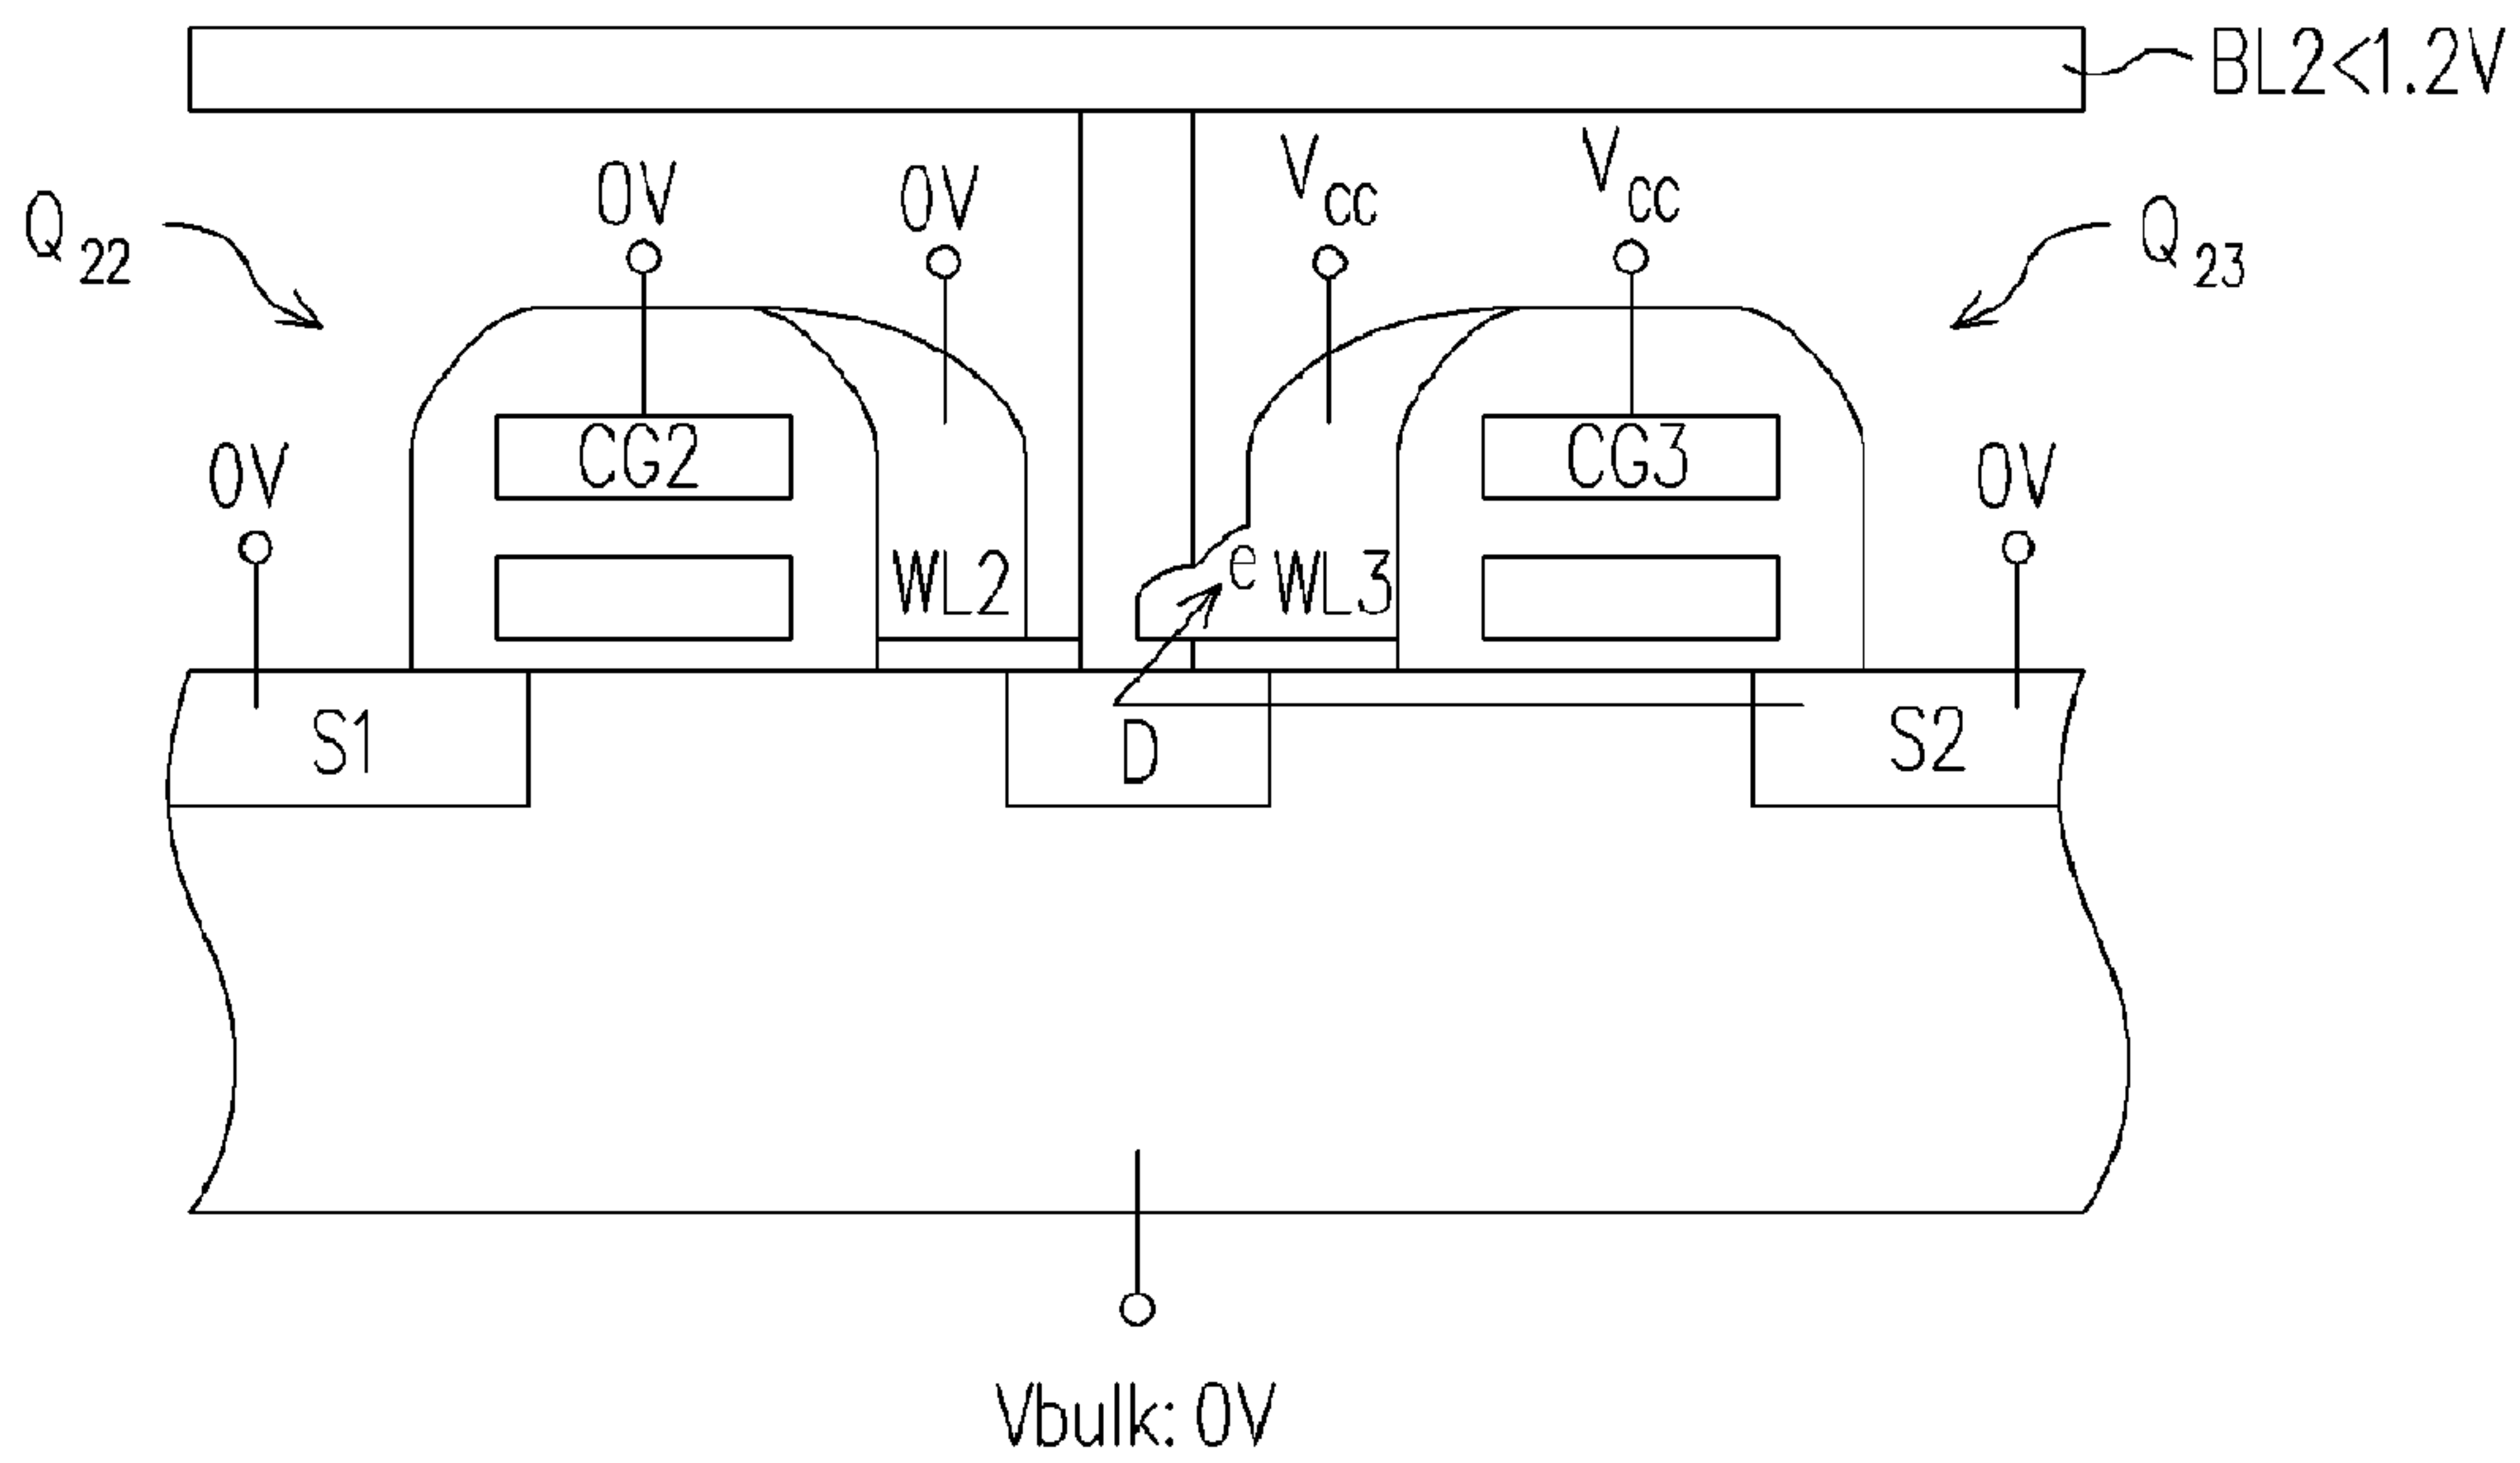 BL2<1.2V
Q22
0V
0V
Vcc
Vcc
Q23
0V
CG2
CG3
0V
WL2
e
WL3
S1
D
S2
Vbulk: 0V